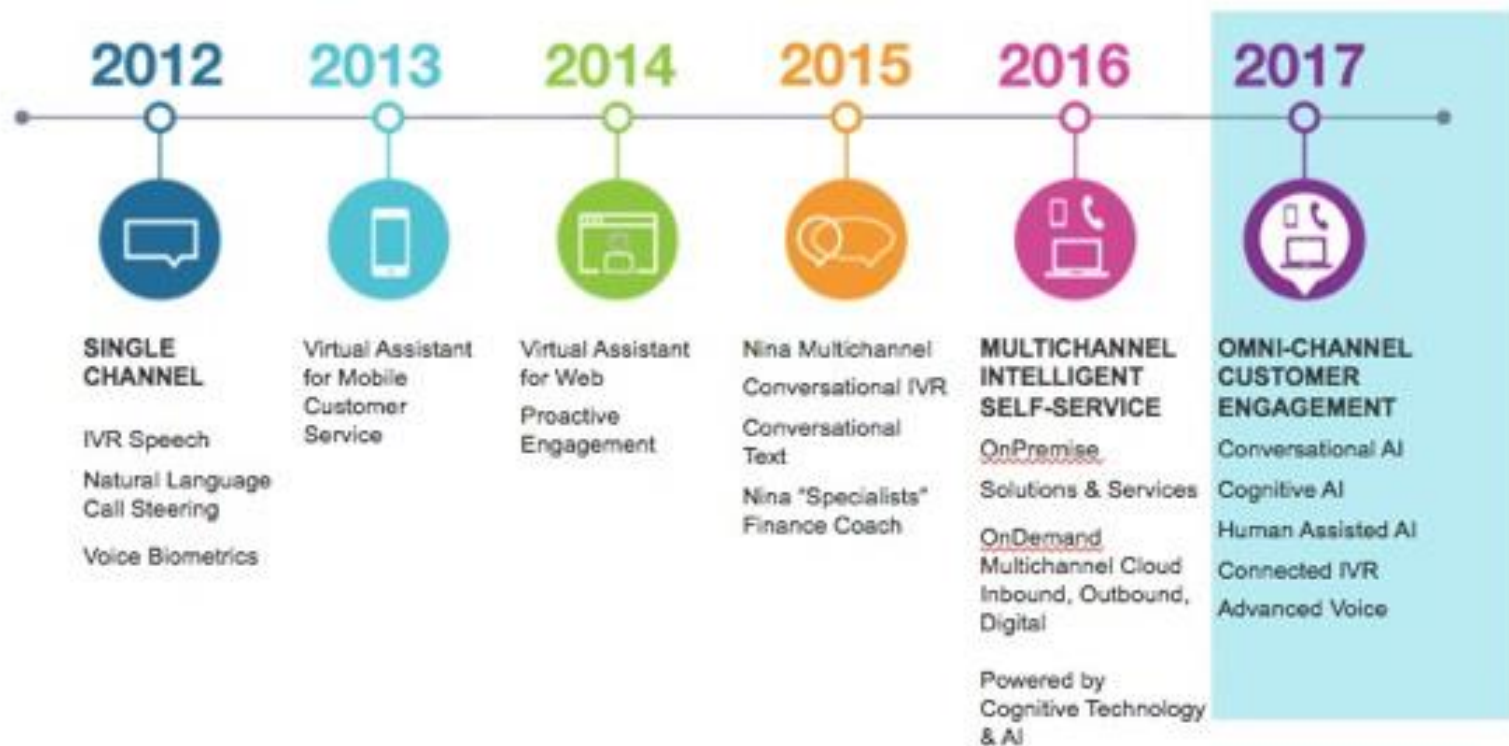 2012
2013
2014
2015
2016
2017
SINGLE
CHANNEL
IVR Speech
Natural Language
Call Steering
Voice Biometrics
Virtual Assistant
for Mobile
Customer
Service
Virtual Assistant
for Web
Proactive
Engagement
Nina Multichannel
Conversational IVR
Conversational
Text
Nina "Specialists"
Finance Coach
MULTICHANNEL
INTELLIGENT
SELF-SERVICE
OnPremise
Solutions & Services
OnDemand
Multichannel Cloud
Inbound, Outbound,
Digital
Powered by
Cognitive Technology
& AI
OMNI-CHANNEL
CUSTOMER
ENGAGEMENT
Conversational AI
Cognitive AI
Human Assisted AI
Connected IVR
Advanced Voice